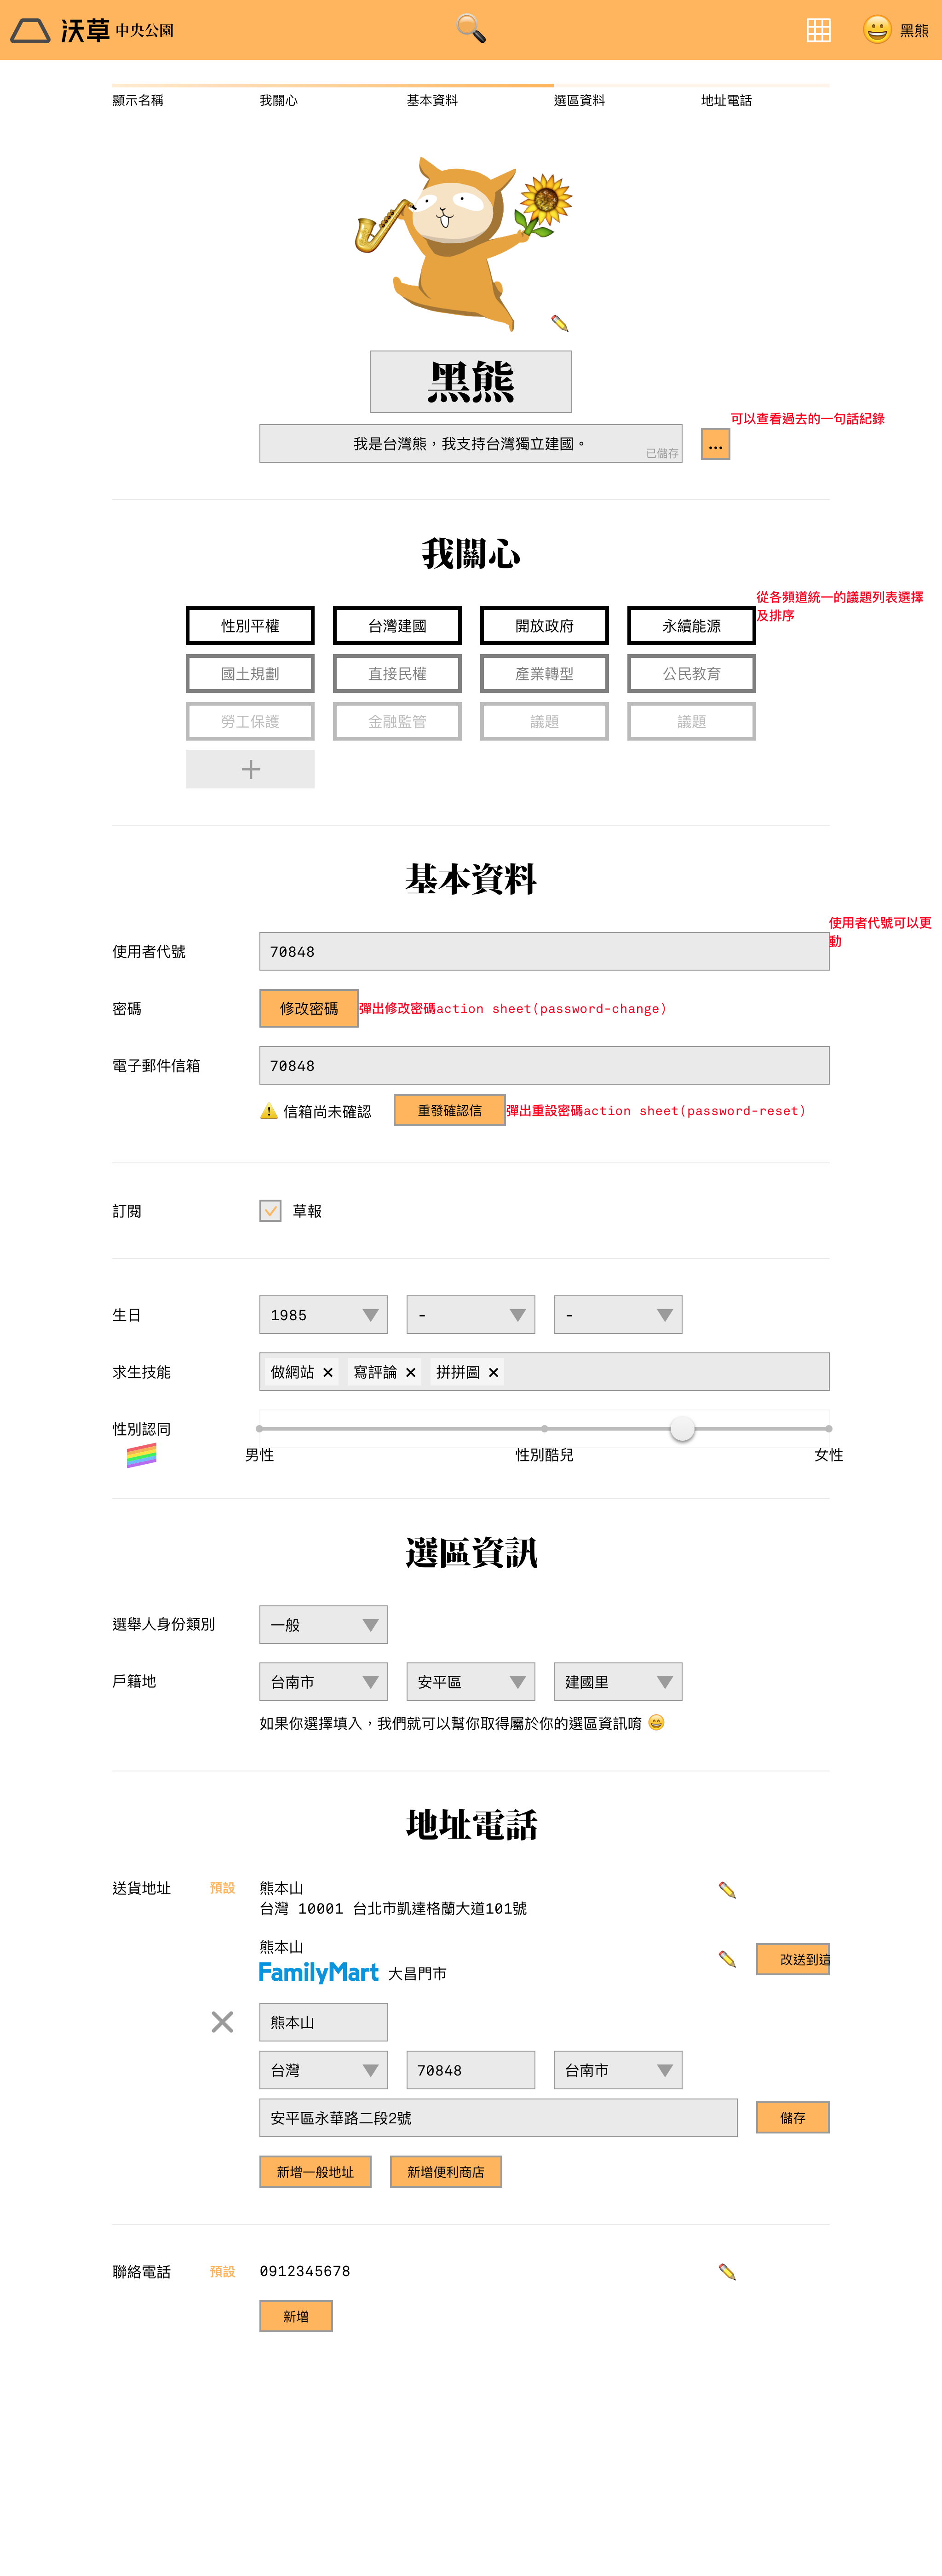 沃草 中央公園
黑熊
顯示名稱
我關心
基本資料
選區資料
地址電話
黑熊
可以查看過去的一句話紀錄
我是台灣熊，我支持台灣獨立建國。
已儲存
...
我關心
從各頻道統一的議題列表選擇
及排序
性別平權
台灣建國
開放政府
永續能源
國土規劃
直接民權
產業轉型
公民教育
勞工保護
金融監管
議題
議題
基本資料
使用者代號可以更
動
使用者代號
70848
密碼
修改密碼
彈出修改密碼action sheet(password-change)
電子郵件信箱
70848
信箱尚未確認
重發確認信
彈出重設密碼action sheet(password-reset)
訂閱
草報
生日
1985
-
-
求生技能
做網站 ×
寫評論 ×
拼拼圖 ×
性別認同
男性
性別酷兒
女性
選區資訊
選舉人身份類別
一般
戶籍地
台南市
安平區
建國里
如果你選擇填入，我們就可以幫你取得屬於你的選區資訊唷 😄
地址電話
送貨地址
預設
熊本山
台灣 10001 台北市凱達格蘭大道101號
熊本山
FamilyMart 大昌門市
改送到這
熊本山
台灣
70848
台南市
安平區永華路二段2號
儲存
新增一般地址
新增便利商店
聯絡電話
預設
0912345678
新增